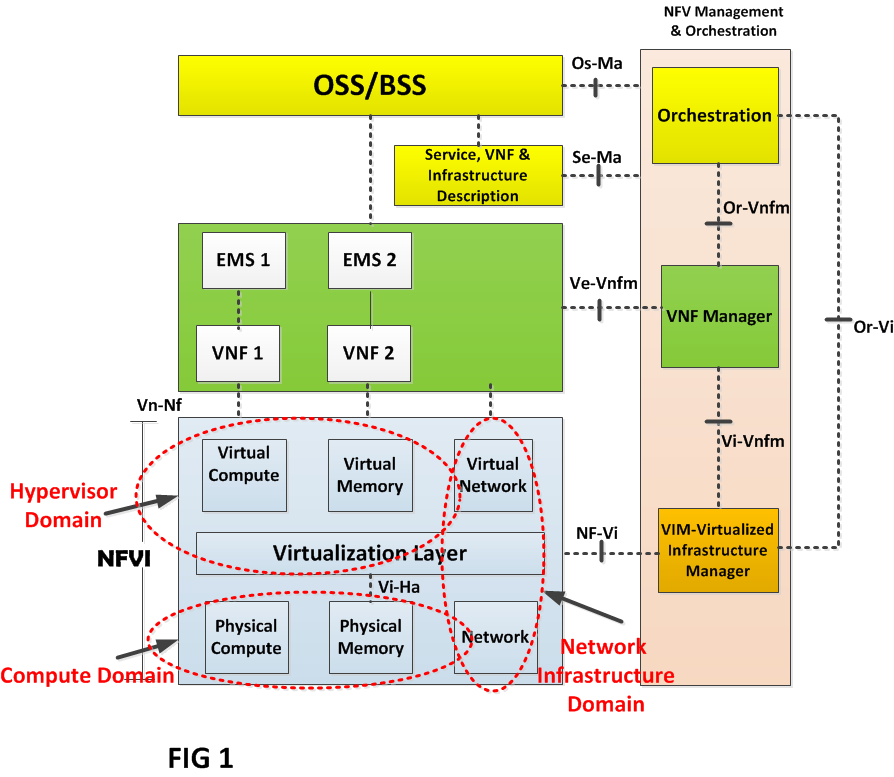 NFV Management
& Orchestration
OSS/BSS
Os-Ma
Orchestration
Service, VNF &
Infrastructure
Description
Se-Ma
Or-Vnfm
EMS 1
EMS 2
Ve-Vnfm
VNF Manager
Or-Vi
VNF 1
VNF 2
Vn-Nf
Vi-Vnfm
Virtual
Compute
Virtual
Memory
Virtual
Network
Hypervisor
Domain
NFVI
Virtualization Layer
NF-Vi
VIM-Virtualized
Infrastructure
Manager
Vi-Ha
Physical
Compute
Physical
Memory
Network
Compute Domain
Network
Infrastructure
Domain
FIG 1